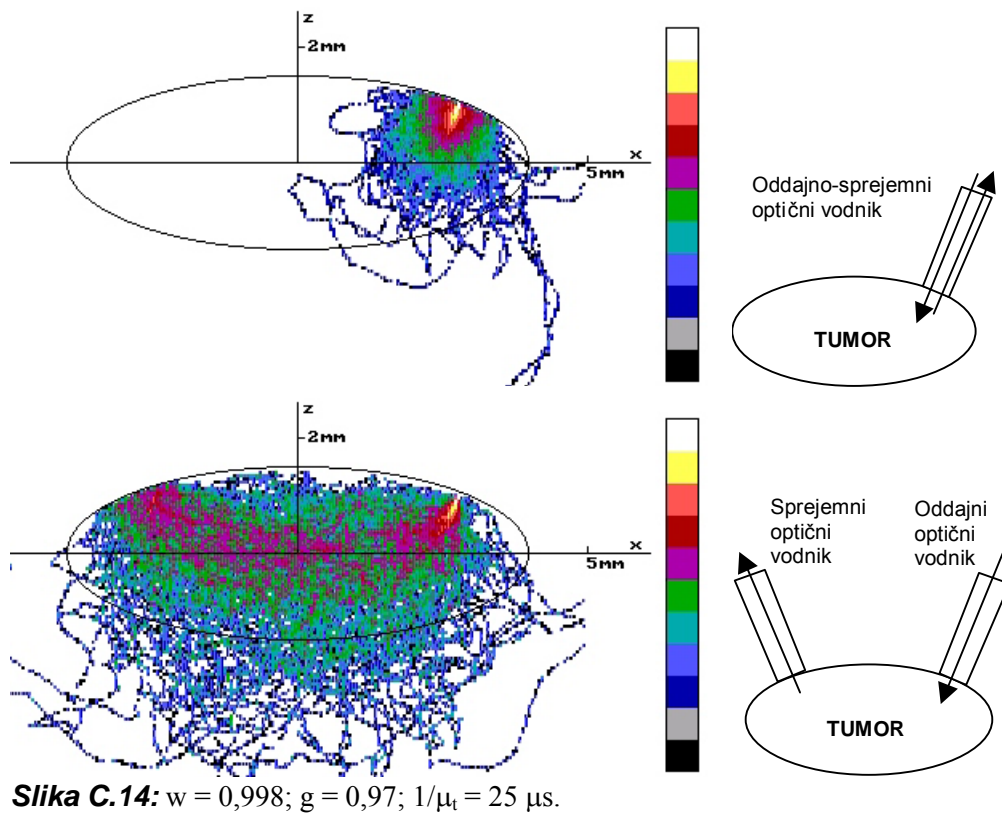 z
2mm
x
5mm
Oddajno-sprejemni
optični vodnik
TUMOR
z
2mm
x
5mm
Sprejemni
optični
vodnik
Oddajni
optični
vodnik
TUMOR
Slika C.14: w = 0,998; g = 0,97; 1/μt = 25 μs.